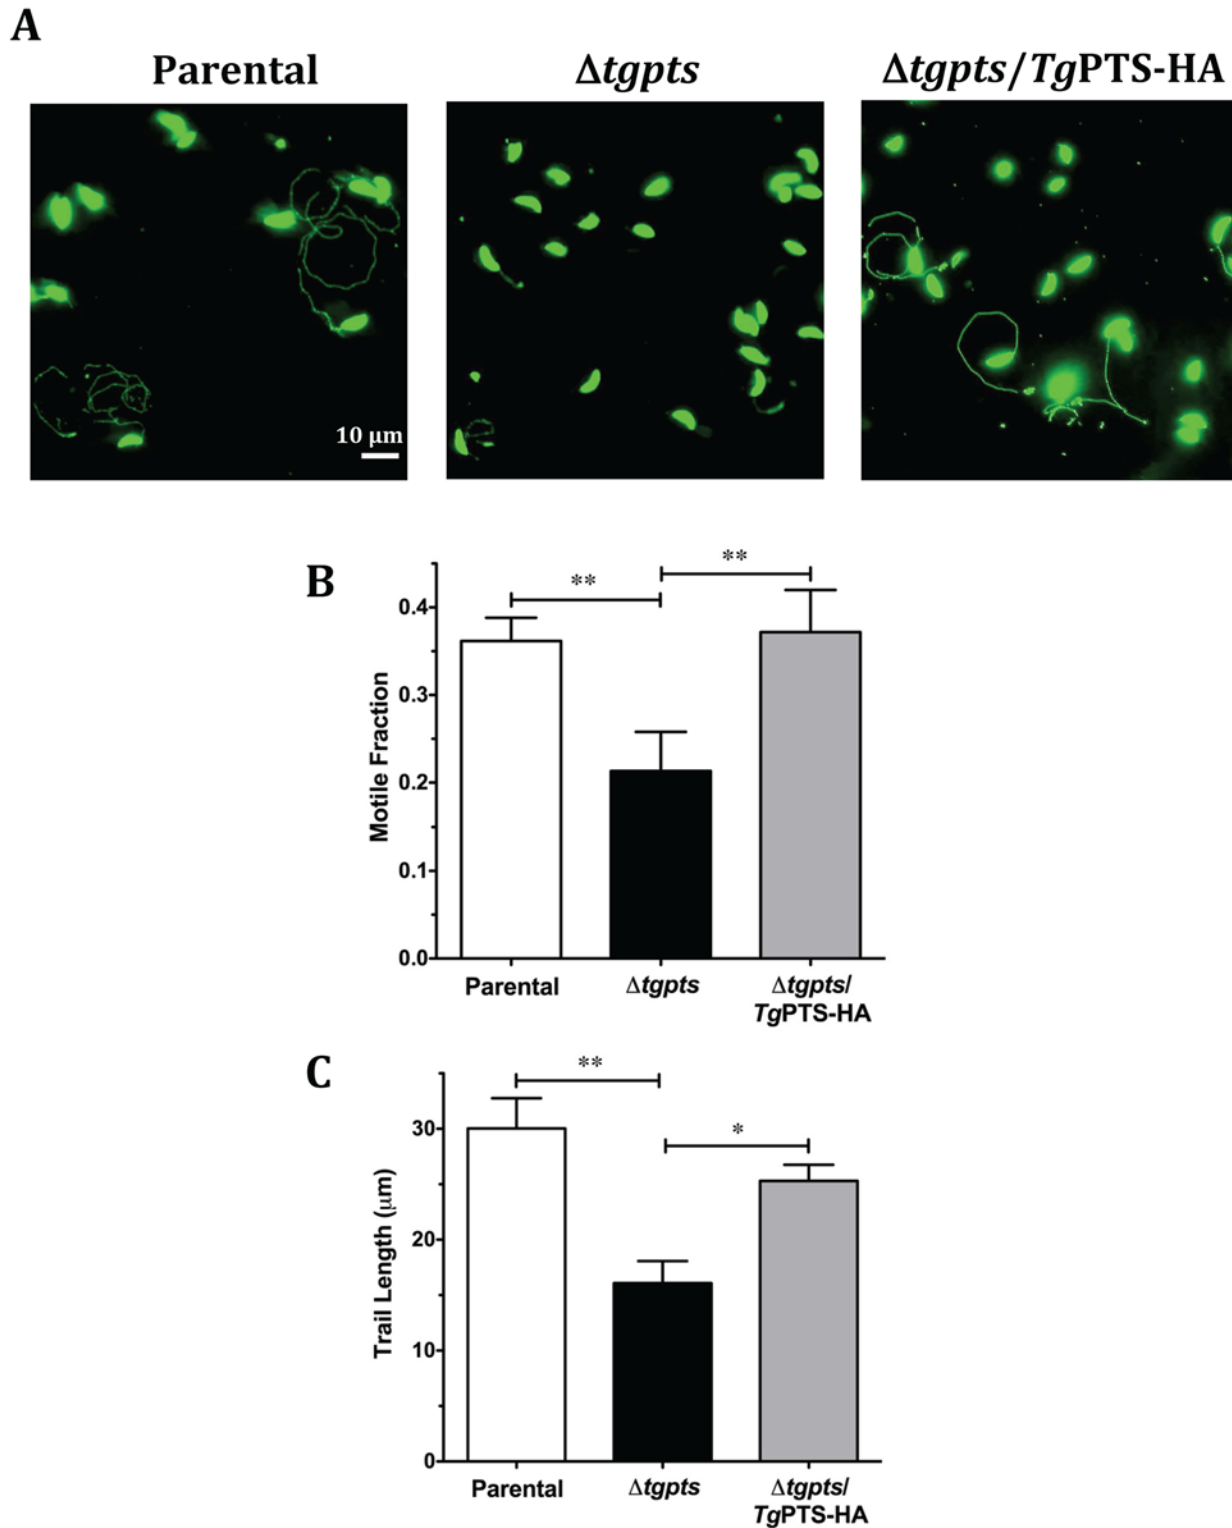 A
Parental
Δtgpts
Δtgpts/TgPTS-HA
10 μm
B
**
**
0.4
0.3
0.2
0.1
0.0
Motile Fraction
Parental
Δtgpts
Δtgpts/
TgPTS-HA
C
**
*
30
20
10
0
Trail Length (μm)
Parental
Δtgpts
Δtgpts/
TgPTS-HA